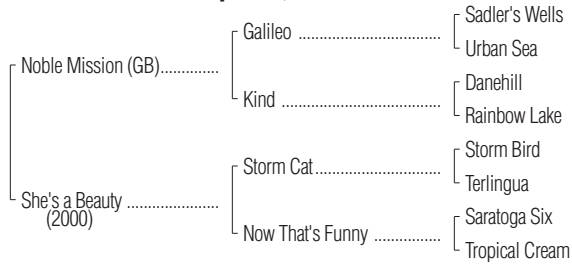 Sadler's Wells
Galileo ..............................
Urban Sea
Noble Mission (GB)..............
Danehill
Kind ..................................
Rainbow Lake
Storm Bird
Storm Cat...........................
Terlingua
She's a Beauty ......................
(2000)
Saratoga Six
Now That's Funny ................
Tropical Cream